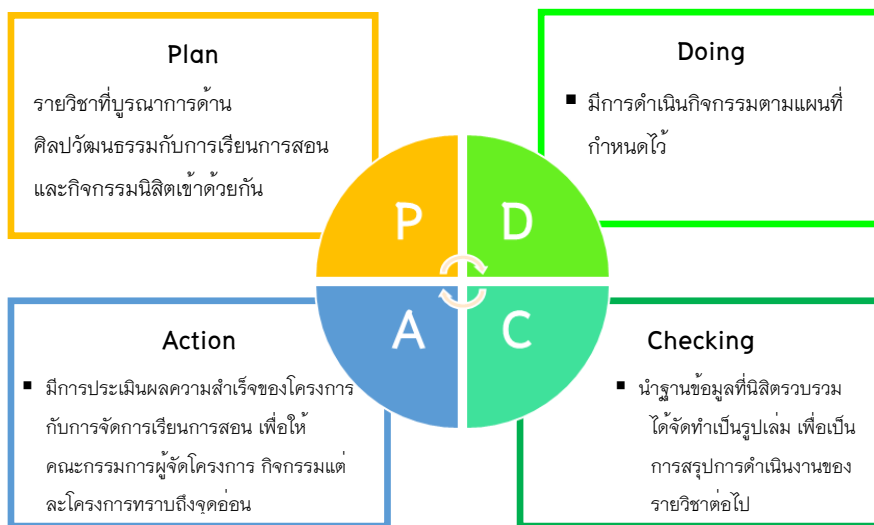 Plan
รายวิชาที่บูรณาการด้าน
ศิลปวัฒนธรรมกับการเรียนการสอน
และกิจกรรมนิสิตเข้าด้วยกัน
Doing
▪ มีการดำเนินกิจกรรมตามแผนที่
กำหนดไว้
P
D
A
C
Action
▪ มีการประเมินผลความสำเร็จของโครงการ
กับการจัดการเรียนการสอน เพื่อให้
คณะกรรมการผู้จัดโครงการ กิจกรรมแต่
ละโครงการทราบถึงจุดอ่อน
Checking
▪ นำฐานข้อมูลที่นิสิตรวบรวม
ได้จัดทำเป็นรูปเล่ม เพื่อเป็น
การสรุปการดำเนินงานของ
รายวิชาต่อไป